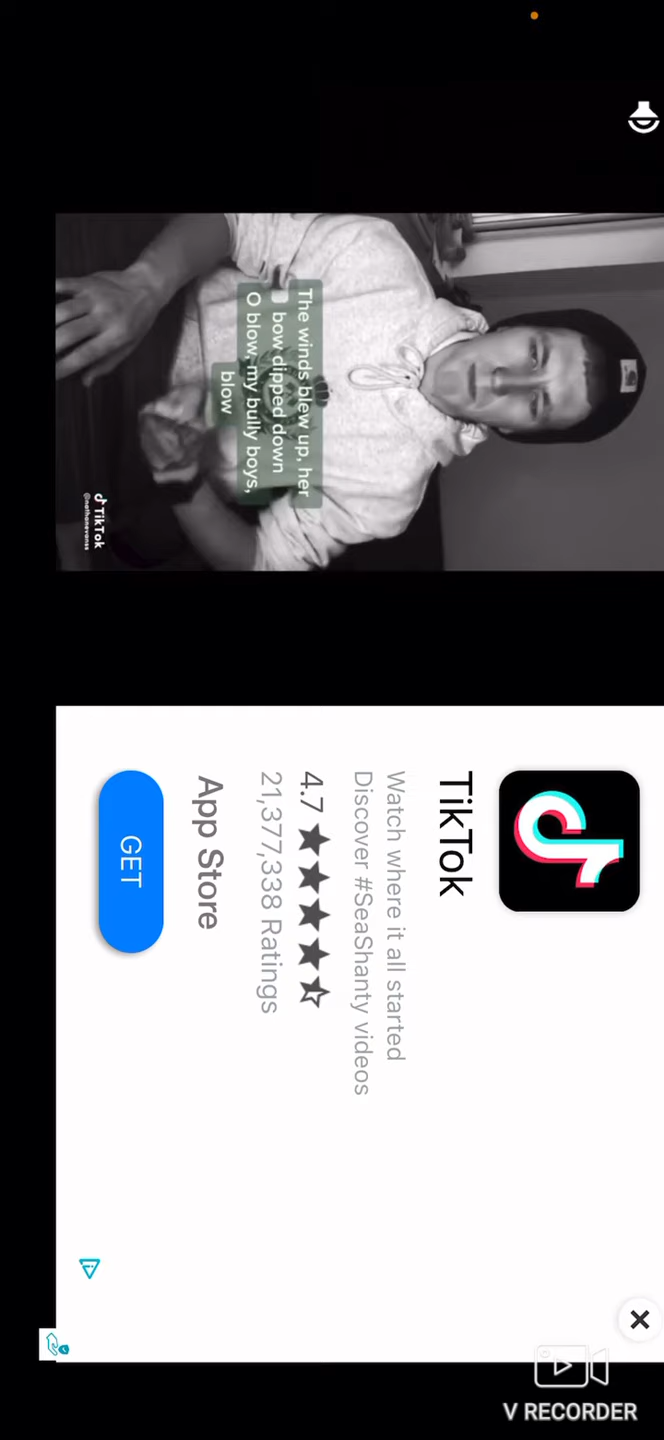 The winds blew up, her
bow dipped down
O blow, my bully boys,
blow
TikTok
@nathanevanss
TikTok
Watch where it all started
Discover #SeaShanty videos
4.7
21,377,338 Ratings
App Store
GET
V RECORDER